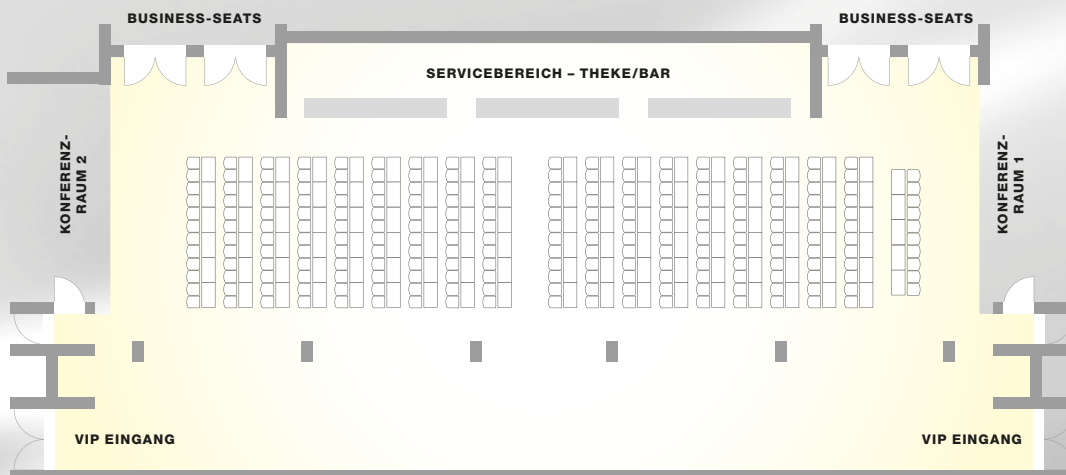 BUSINESS-SEATS
BUSINESS-SEATS
SERVICEBEREICH – THEKE/BAR
KONFERENZ-
RAUM 2
KONFERENZ-
RAUM 1
VIP EINGANG
VIP EINGANG